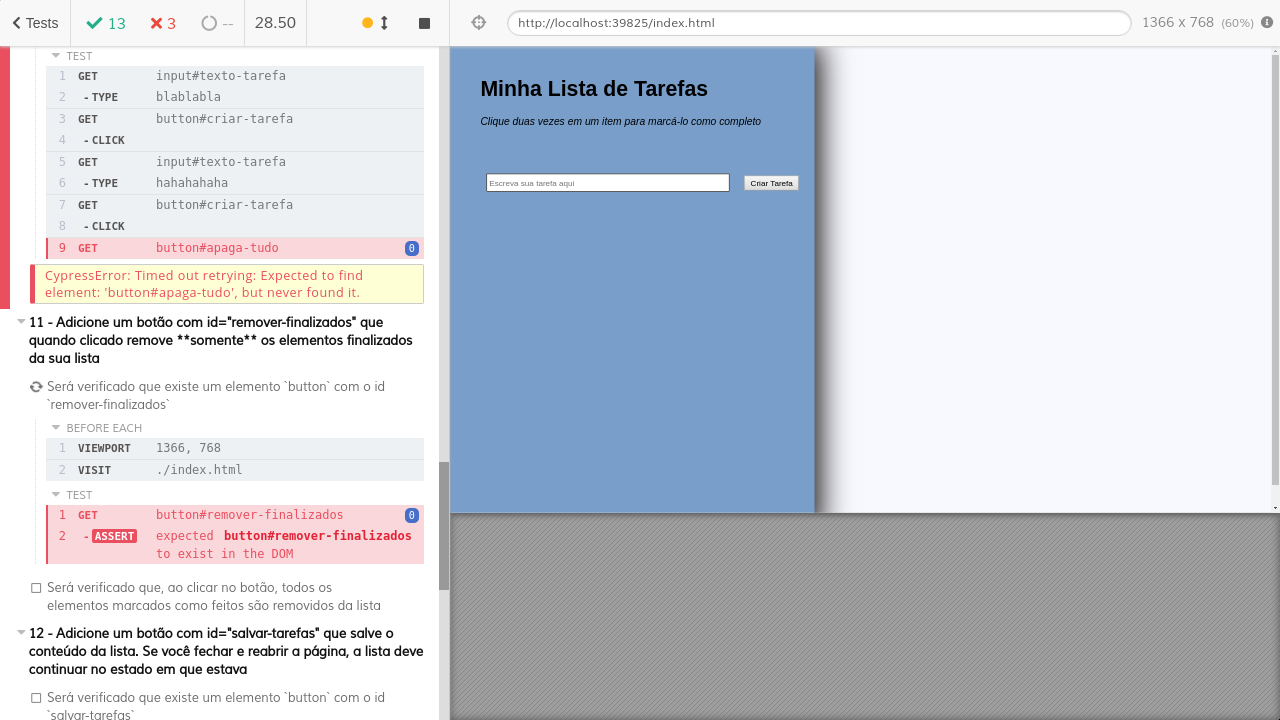 Tests
13
3
--
28.50
http://localhost:39825/index.html
1366 x 768 (60%)
TEST
1 GET input#texto-tarefa
2 - TYPE blablabla
3 GET button#criar-tarefa
4 - CLICK
5 GET input#texto-tarefa
6 - TYPE hahahahaha
7 GET button#criar-tarefa
8 - CLICK
9 GET button#apaga-tudo 0
CypressError: Timed out retrying: Expected to find
element: 'button#apaga-tudo', but never found it.
11 - Adicione um botão com id="remover-finalizados" que
quando clicado remove **somente** os elementos finalizados
da sua lista
Será verificado que existe um elemento `button` com o id
`remover-finalizados`
BEFORE EACH
1 VIEWPORT 1366, 768
2 VISIT ./index.html
TEST
1 GET button#remover-finalizados 0
2 - ASSERT expected button#remover-finalizados
to exist in the DOM
Será verificado que, ao clicar no botão, todos os
elementos marcados como feitos são removidos da lista
12 - Adicione um botão com id="salvar-tarefas" que salve o
conteúdo da lista. Se você fechar e reabrir a página, a lista deve
continuar no estado em que estava
Será verificado que existe um elemento `button` com o id
`salvar-tarefas`
Minha Lista de Tarefas
Clique duas vezes em um item para marcá-lo como completo
Escreva sua tarefa aqui
Criar Tarefa